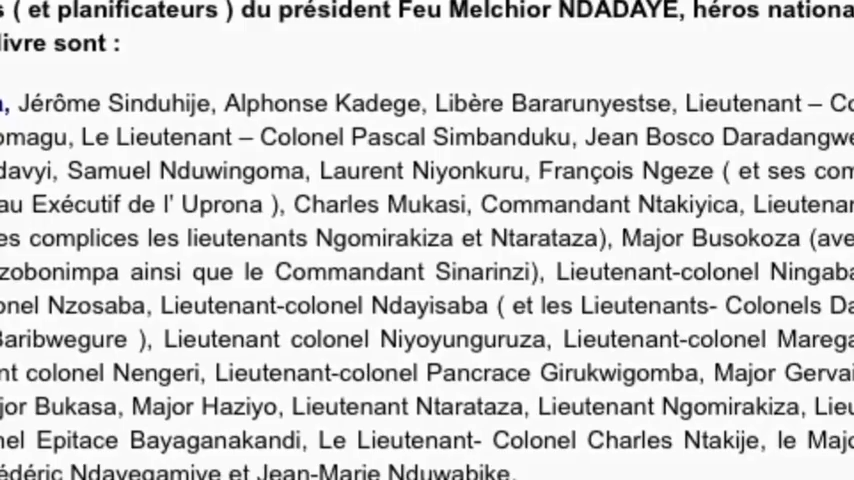 s ( et planificateurs ) du président Feu Melchior NDADAYE, héros nationa
livre sont :
, Jérôme Sinduhije, Alphonse Kadege, Libère Bararunyestse, Lieutenant – Co
omagu, Le Lieutenant – Colonel Pascal Simbanduku, Jean Bosco Daradangwe
davyi, Samuel Nduwingoma, Laurent Niyonkuru, François Ngeze ( et ses com
au Exécutif de l' Uprona ), Charles Mukasi, Commandant Ntakiyica, Lieutenan
es complices les lieutenants Ngomirakiza et Ntarataza), Major Busokoza (ave
zobonimpa ainsi que le Commandant Sinarinzi), Lieutenant-colonel Ningaba
onel Nzosaba, Lieutenant-colonel Ndayisaba ( et les Lieutenants- Colonels Da
Baribwegure ), Lieutenant colonel Niyoyunguruza, Lieutenant-colonel Marega
nt colonel Nengeri, Lieutenant-colonel Pancrace Girukwigomba, Major Gervai
jor Bukasa, Major Haziyo, Lieutenant Ntarataza, Lieutenant Ngomirakiza, Lieu
nel Epitace Bayaganakandi, Le Lieutenant- Colonel Charles Ntakije, le Majo
édéric Ndayegamiye et Jean-Marie Nduwabike.